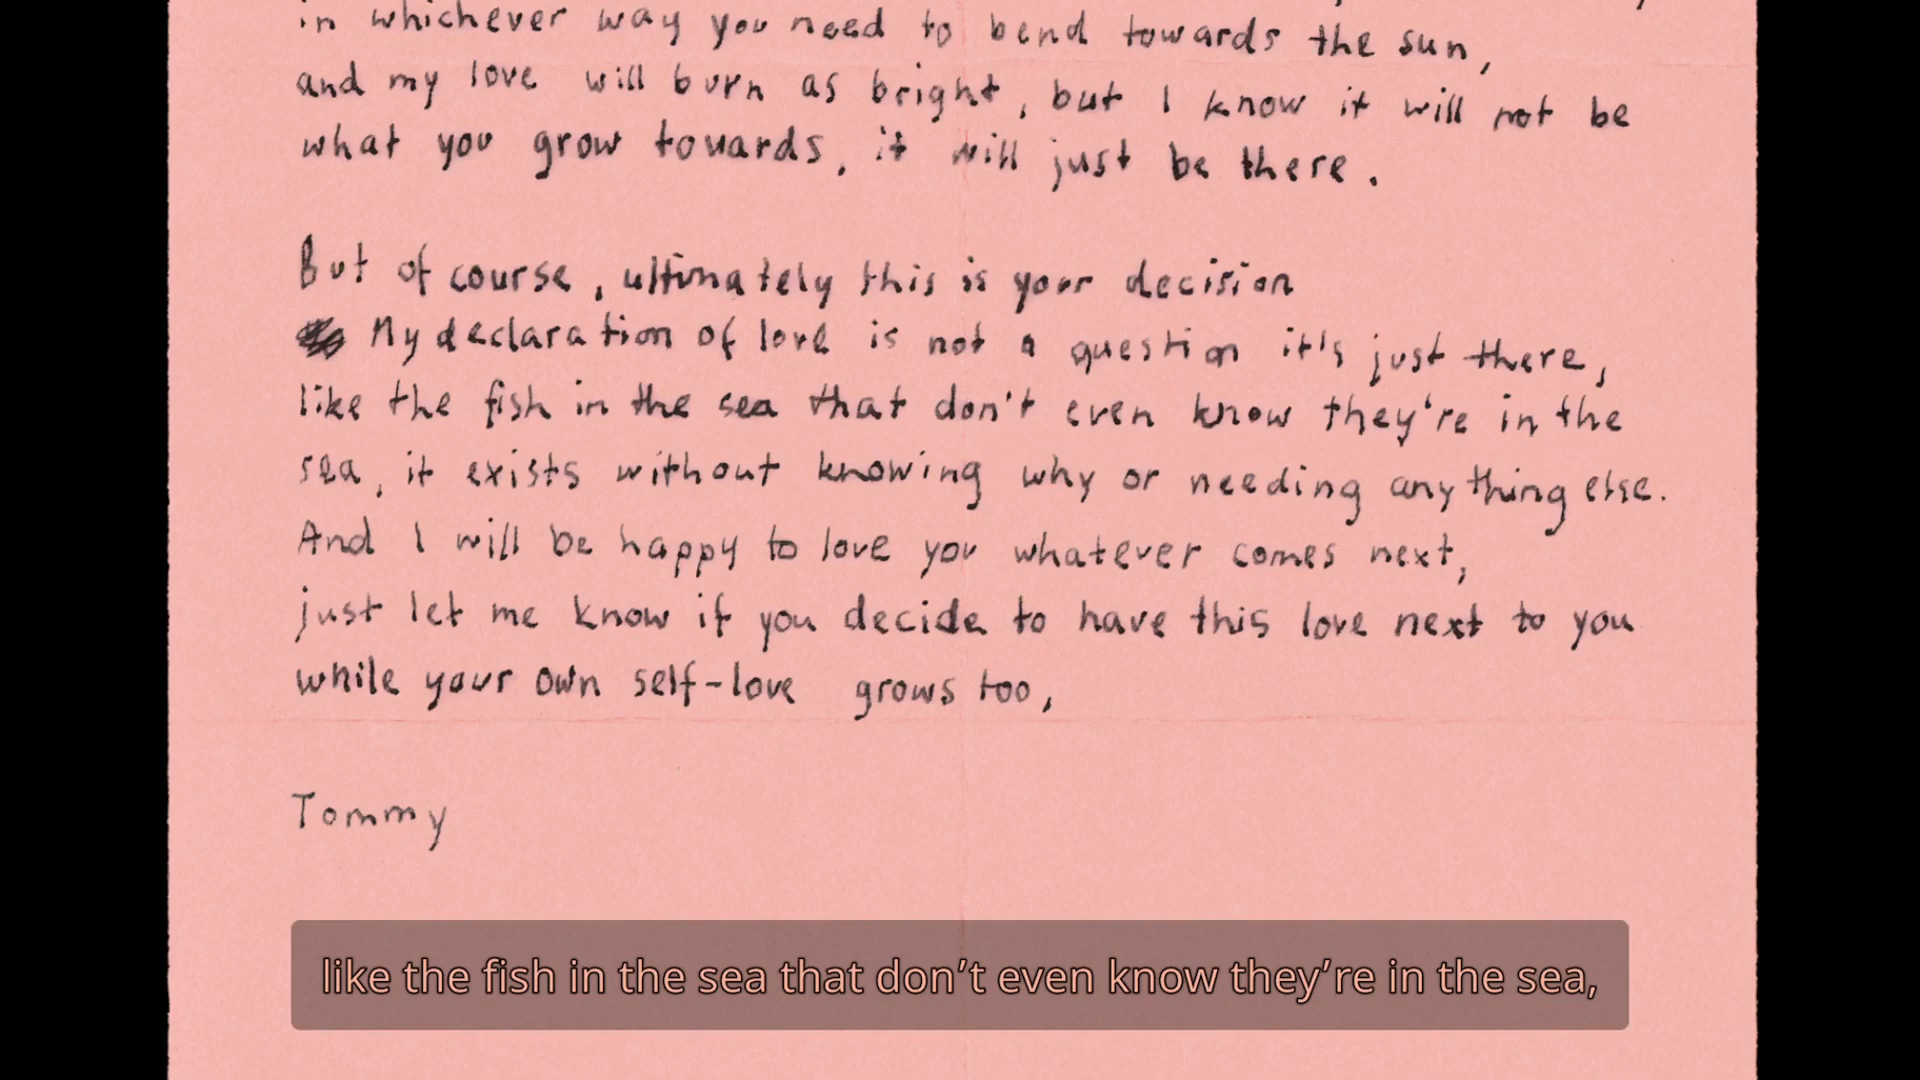 in whichever way you need to bend towards the sun,
and my love will burn as bright, but I know it will not be
what you grow towards, it will just be there.
But of course, ultimately this is your decision
My declaration of love is not a question it's just there,
like the fish in the sea that don't even know they're in the
sea, it exists without knowing why or needing anything else.
And I will be happy to love you whatever comes next,
just let me know if you decide to have this love next to you
while your own self-love grows too,
Tommy
like the fish in the sea that don’t even know they’re in the sea,